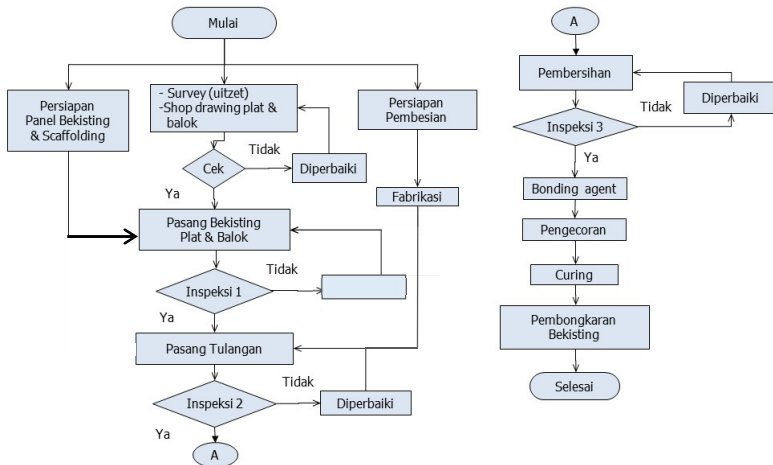 Mulai
Persiapan
Panel Bekisting
& Scaffolding
- Survey (uitzet)
-Shop drawing plat &
balok
Persiapan
Pembesian
Cek
Tidak
Diperbaiki
Ya
Fabrikasi
Pasang Bekisting
Plat & Balok
Tidak
Inspeksi 1
Ya
Pasang Tulangan
Tidak
Inspeksi 2
Diperbaiki
Ya
A
A
Pembersihan
Tidak
Diperbaiki
Inspeksi 3
Ya
Bonding agent
Pengecoran
Curing
Pembongkaran
Bekisting
Selesai